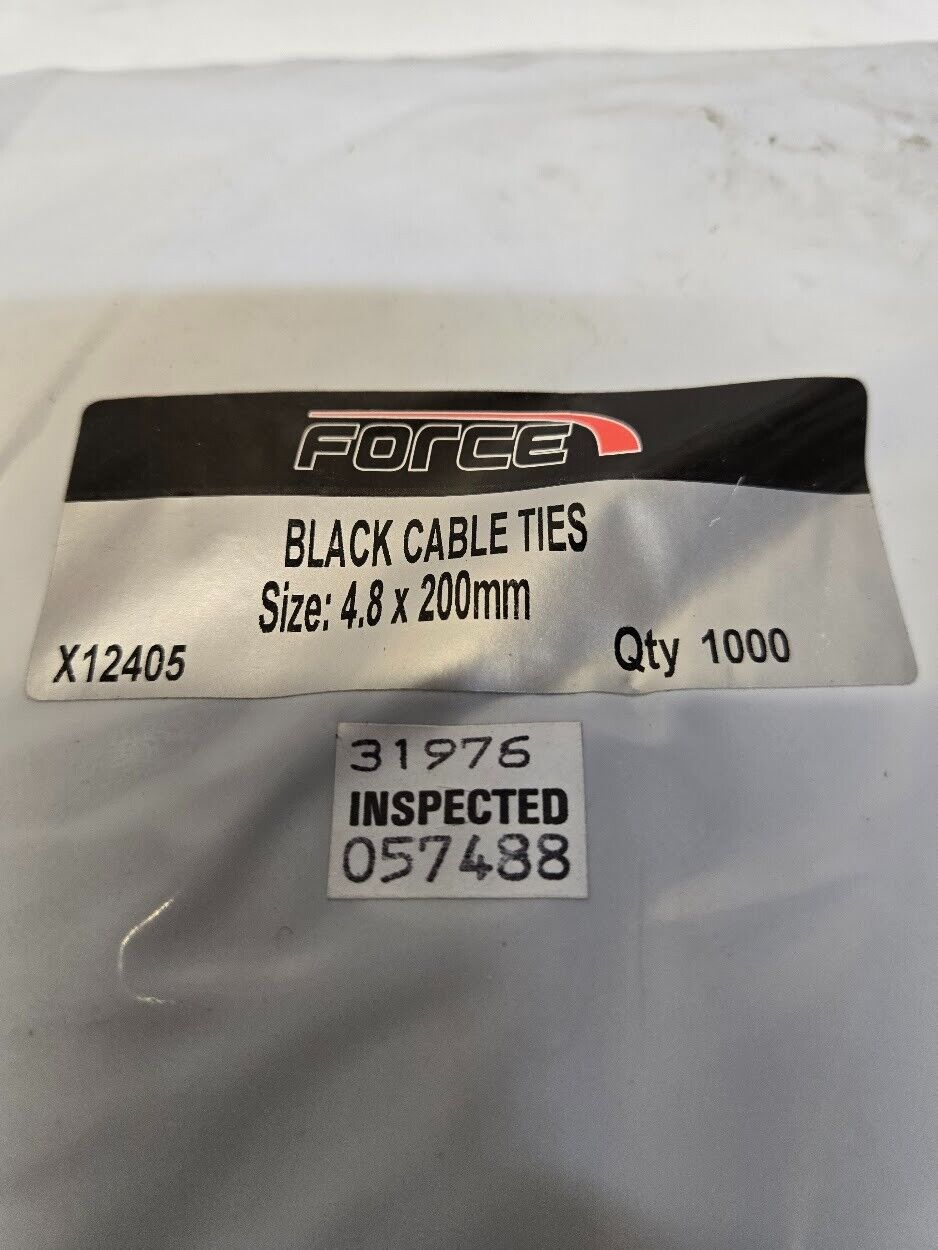 FORCE
BLACK CABLE TIES
Size: 4.8 x 200mm
X12405 Qty 1000
31976
INSPECTED
057488